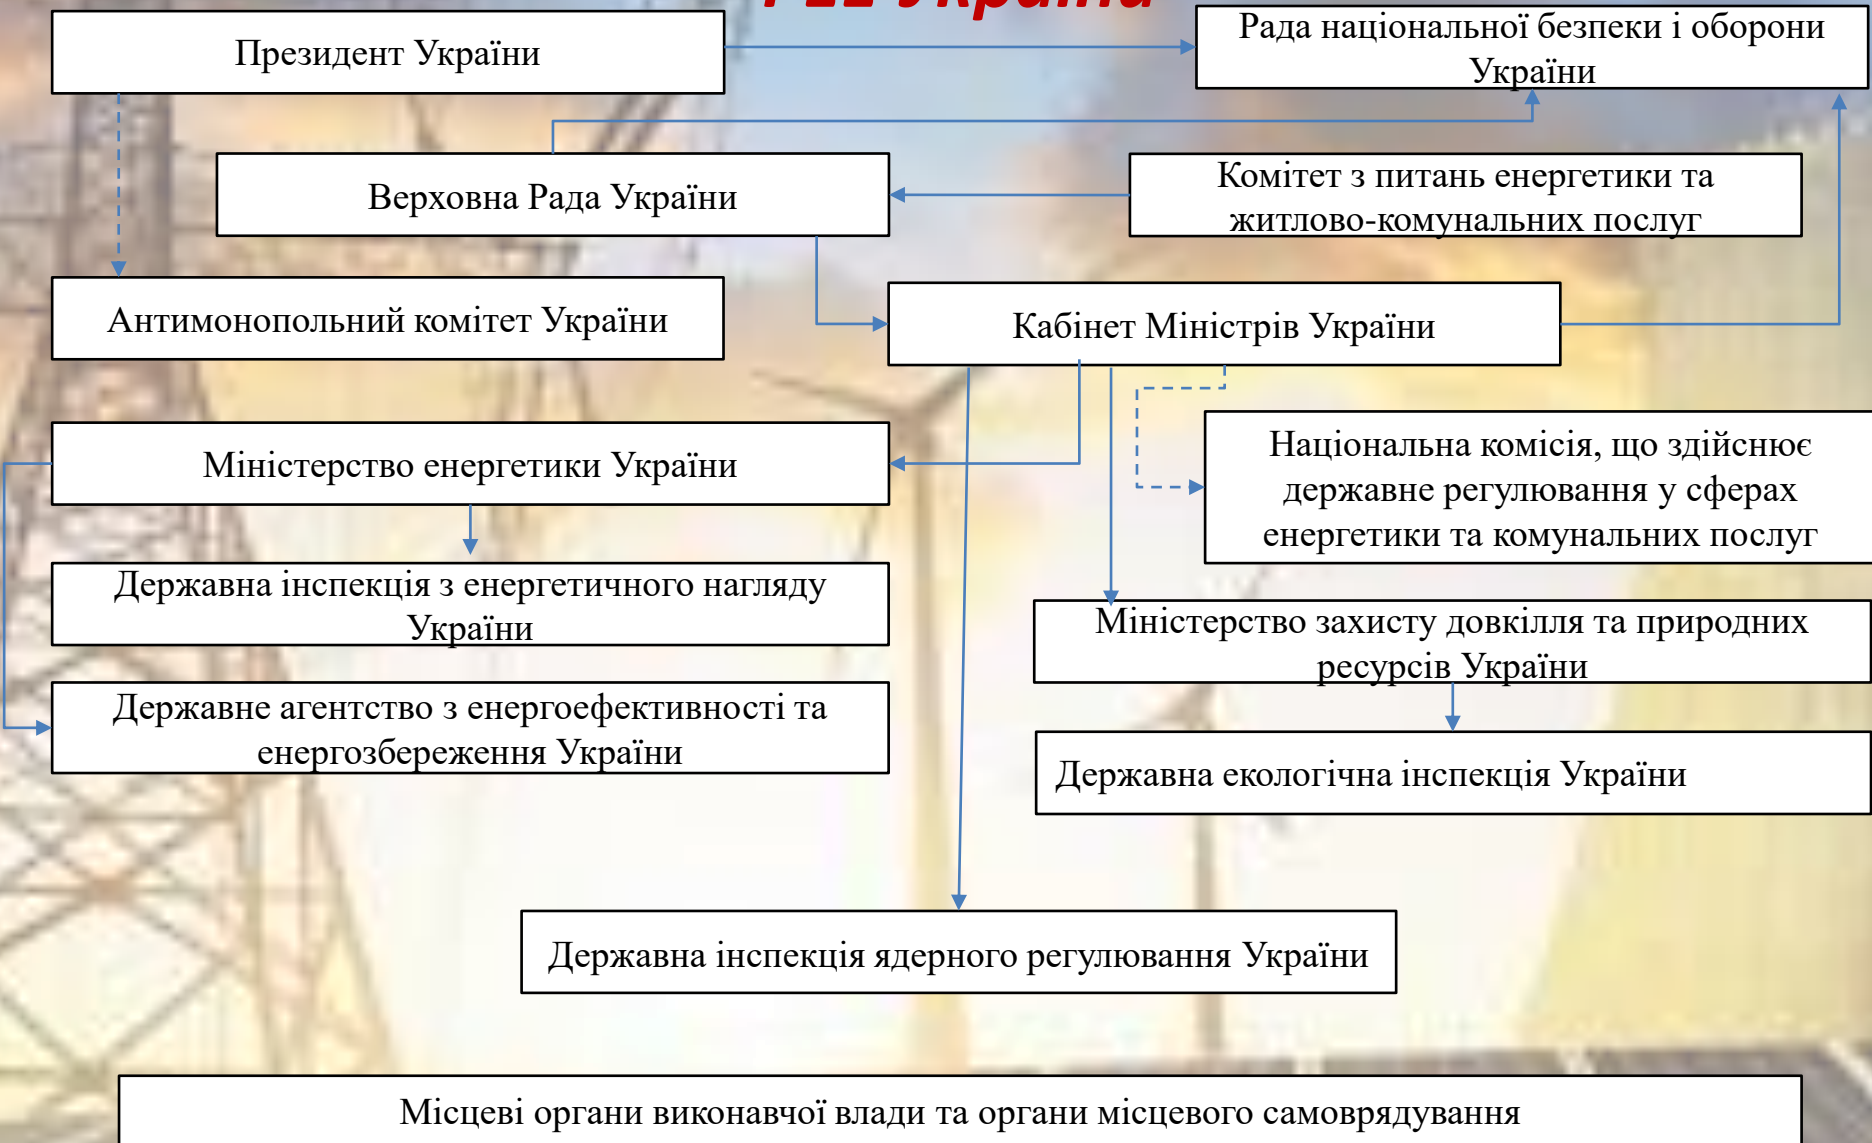 Україна
Президент України
Рада національної безпеки і оборони
України
Верховна Рада України
Комітет з питань енергетики та
житлово-комунальних послуг
Антимонопольний комітет України
Кабінет Міністрів України
Міністерство енергетики України
Національна комісія, що здійснює
державне регулювання у сферах
енергетики та комунальних послуг
Державна інспекція з енергетичного нагляду
України
Міністерство захисту довкілля та природних
ресурсів України
Державне агентство з енергоефективності та
енергозбереження України
Державна екологічна інспекція України
Державна інспекція ядерного регулювання України
Місцеві органи виконавчої влади та органи місцевого самоврядування